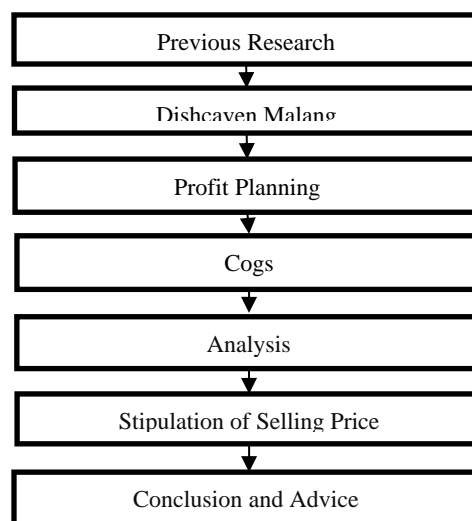 Previous Research
Dishcaven Malang
Profit Planning
Cogs
Analysis
Stipulation of Selling Price
Conclusion and Advice